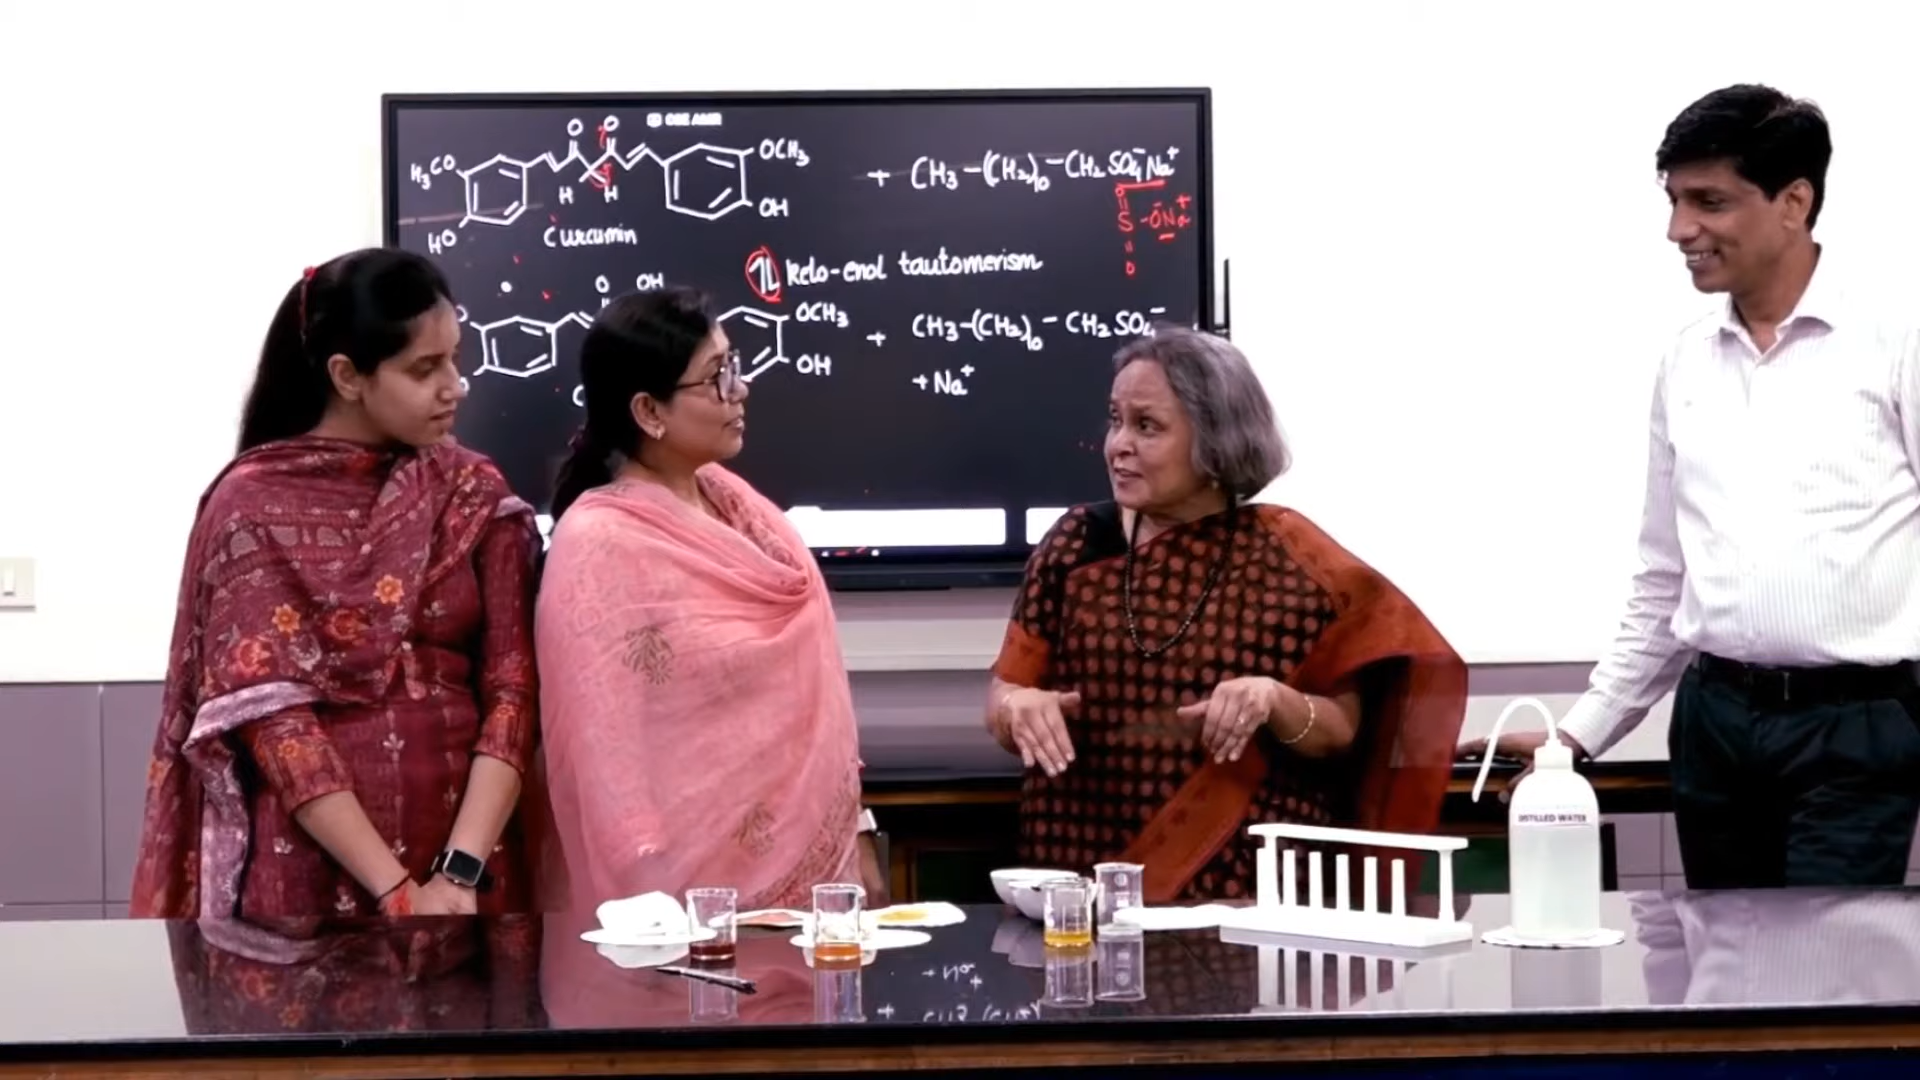 H₃CO
O O
OCH₃
HO
H H
OH
Curcumin
+ CH₃-(CH₂)₁₀-CH₂SO₄⁻Na⁺
O
S-ŌNa⁺
O
keto-enol tautomerism
O OH
OCH₃
OH
+ CH₃-(CH₂)₁₀-CH₂SO₄⁻
+Na⁺
DISTILLED WATER